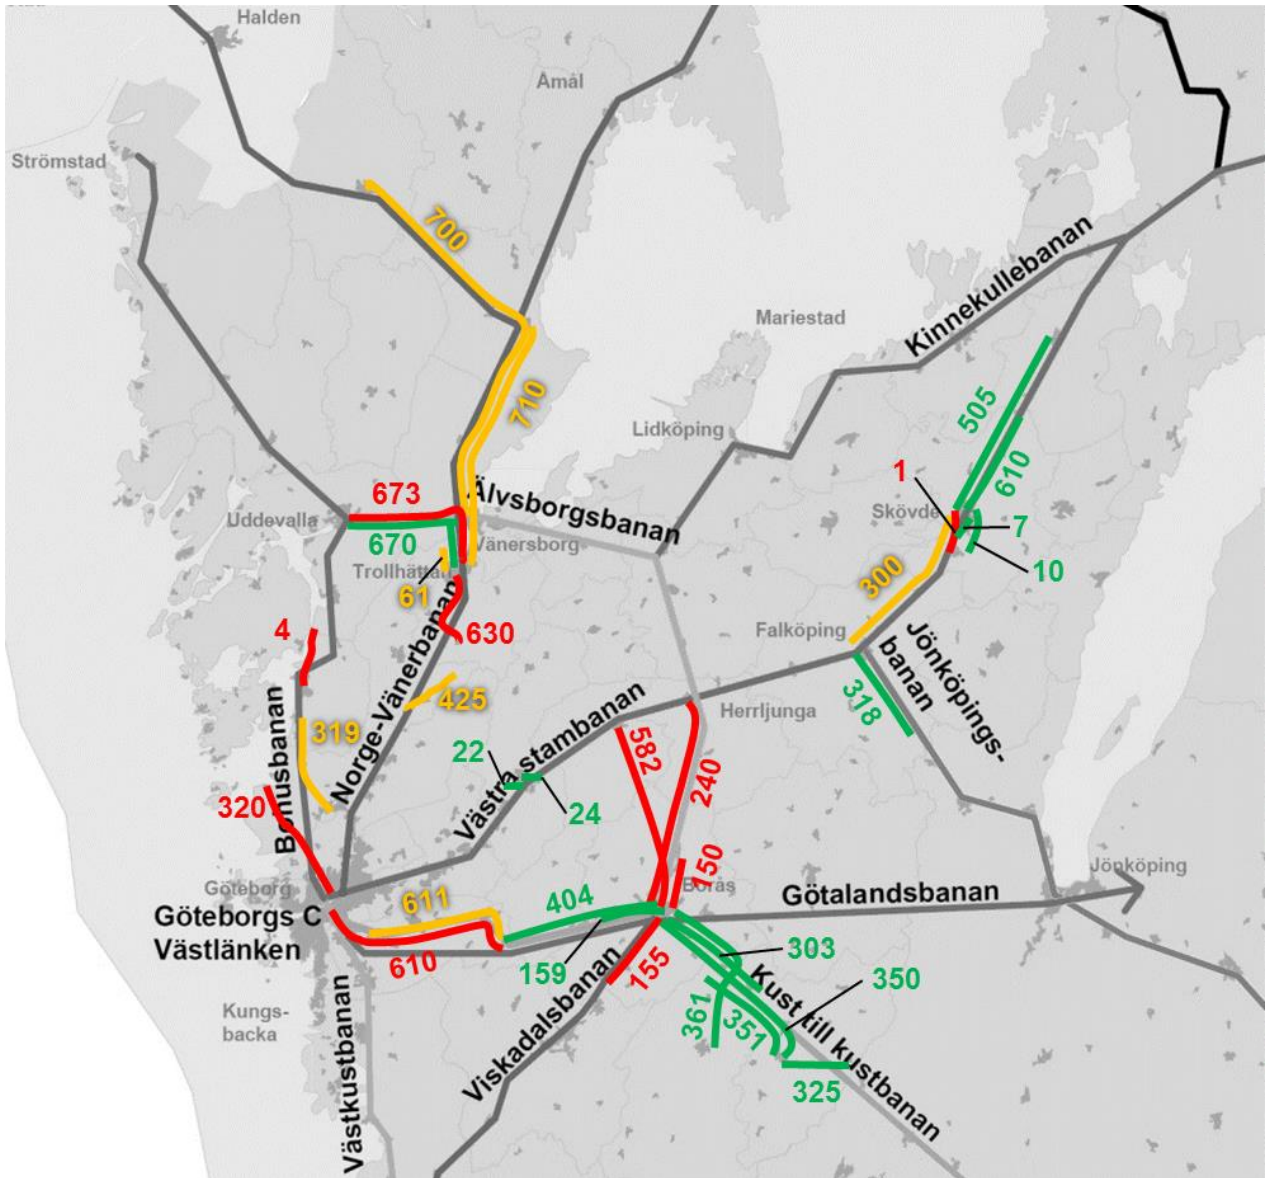 Halden
Åmål
Strömstad
700
Kinnekullebanan
Mariestad
710
505
Lidköping
610
1
673
Älvsborgsbanan
Skövde
Uddevalla
7
670
Vänersborg
10
Trollhättan
300
61
4
630
Falköping
Jönköpings-
banan
Norge-Vänerbanan
425
318
319
Bohusbanan
Herrljunga
582
22
Västra stambanan
240
320
24
150
Jönköping
Göteborg
Borås
Götalandsbanan
611
404
Göteborgs C
Västlänken
303
610
159
155
350
Kust till kustbanan
Kungs-
backa
361
351
Viskadalsbanan
325
Västkustbanan